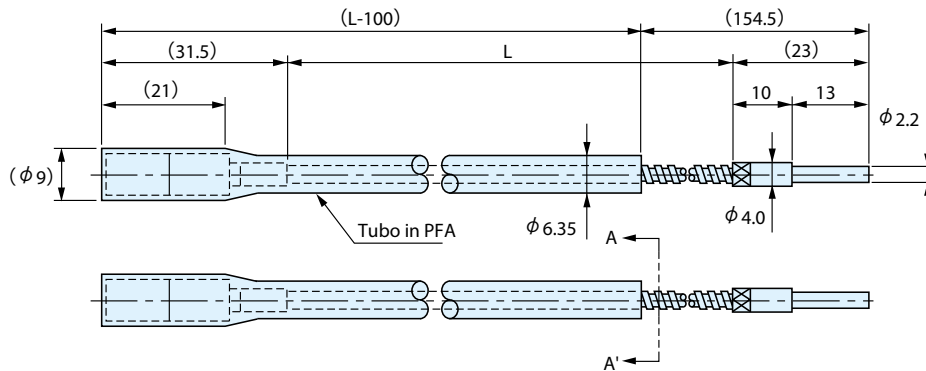 (L-100)
(154.5)
(31.5)
L
(23)
(21)
10
13
ϕ2.2
(ϕ9)
ϕ6.35
ϕ4.0
Tubo in PFA
A
A'